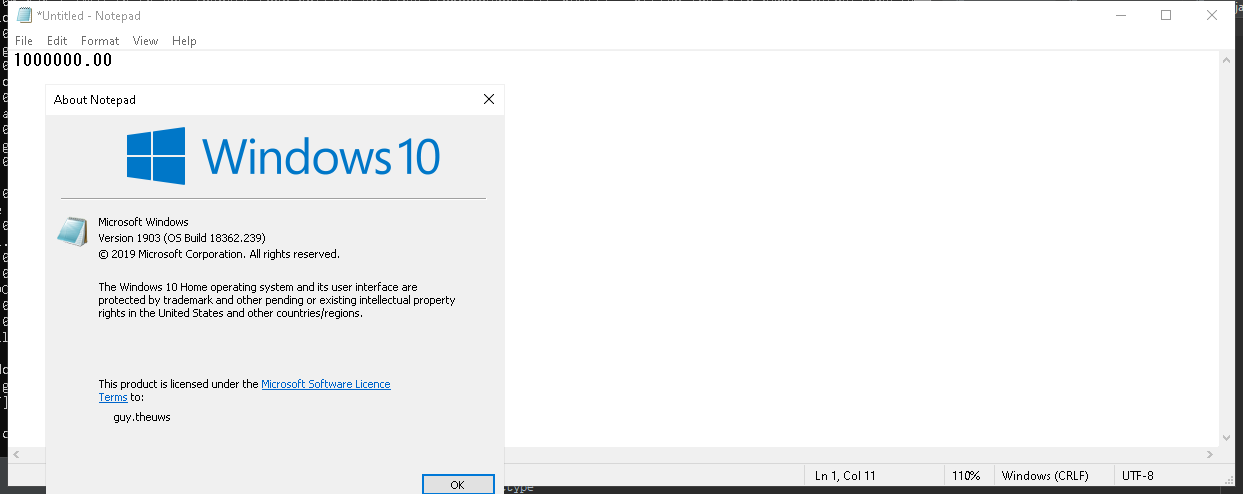 *Untitled - Notepad
File Edit Format View Help
1000000.00
About Notepad
Windows 10
Microsoft Windows
Version 1903 (OS Build 18362.239)
© 2019 Microsoft Corporation. All rights reserved.
The Windows 10 Home operating system and its user interface are
protected by trademark and other pending or existing intellectual property
rights in the United States and other countries/regions.
This product is licensed under the Microsoft Software Licence
Terms to:
guy.theuws
OK
Ln 1, Col 11 110% Windows (CRLF) UTF-8